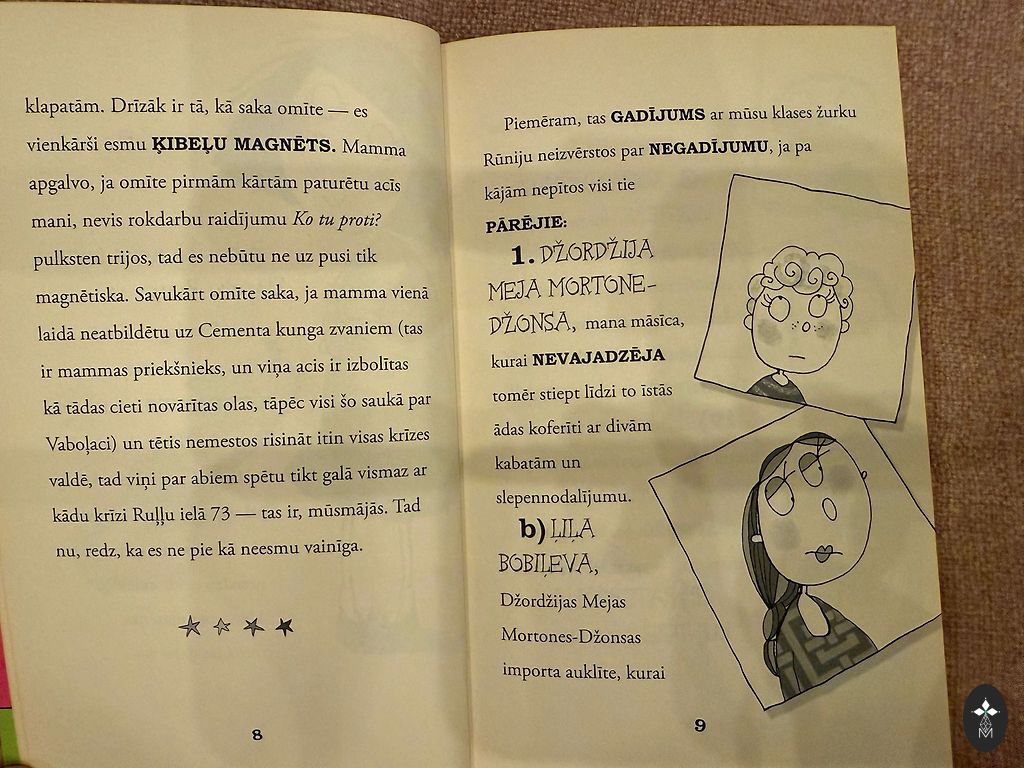 klapatām. Drīzāk ir tā, kā saka omīte — es
vienkārši esmu ĶIBEĻU MAGNĒTS. Mamma
apgalvo, ja omīte pirmām kārtām paturētu acīs
mani, nevis rokdarbu raidījumu Ko tu proti?
pulksten trijos, tad es nebūtu ne uz pusi tik
magnētiska. Savukārt omīte saka, ja mamma vienā
laidā neatbildētu uz Cementa kunga zvaniem (tas
ir mammas priekšnieks, un viņa acis ir izbolītas
kā tādas cieti novārītas olas, tāpēc visi šo saukā par
Vaboļaci) un tētis nemestos risināt itin visas krīzes
valdē, tad viņi par abiem spētu tikt galā vismaz ar
kādu krīzi Ruļļu ielā 73 — tas ir, mūsmājās. Tad
nu, redz, ka es ne pie kā neesmu vainīga.
8
Piemēram, tas GADĪJUMS ar mūsu klases žurku
Rūniju neizvērstos par NEGADĪJUMU, ja pa
kājām nepītos visi tie
PĀRĒJIE:
1. DŽORDŽIJA
MEJA MORTONE-
DŽONSA, mana māsīca,
kurai NEVAJADZĒJA
tomēr stiept līdzi to īstās
ādas koferīti ar divām
kabatām un
slepennodalījumu.
b) ĻIĻA
BOBIĻEVA,
Džordžijas Mejas
Mortones-Džonsas
importa auklīte, kurai
9
M